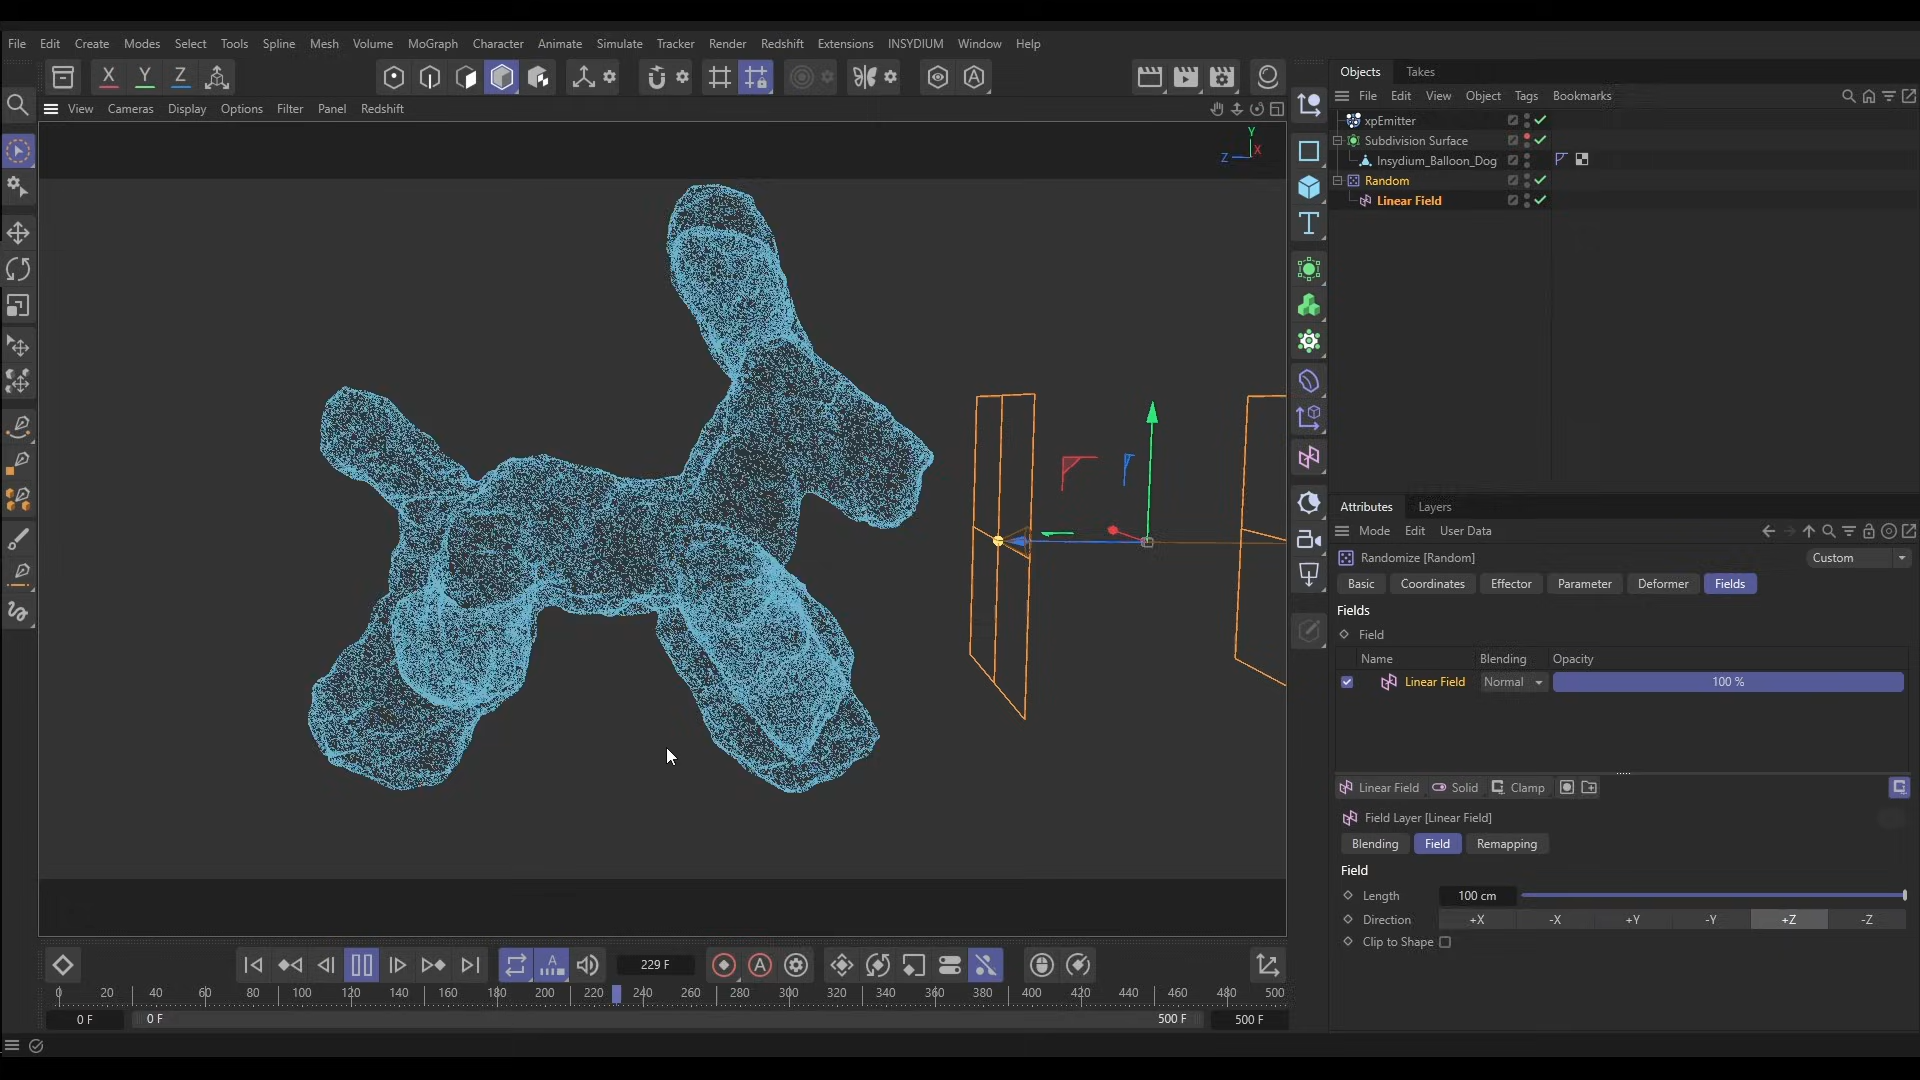 File Edit Create Modes Select Tools Spline Mesh Volume MoGraph Character Animate Simulate Tracker Render Redshift Extensions INSYDIUM Window Help
X Y Z
View Cameras Display Options Filter Panel Redshift
Y
Z X
Objects Takes
File Edit View Object Tags Bookmarks
xpEmitter
Subdivision Surface
Insydium_Balloon_Dog
Random
Linear Field
Attributes Layers
Mode Edit User Data
Randomize [Random] Custom
Basic Coordinates Effector Parameter Deformer Fields
Fields
Field
Name Blending Opacity
Linear Field Normal 100 %
Linear Field Solid Clamp
Field Layer [Linear Field]
Blending Field Remapping
Field
Length 100 cm
Direction +X -X +Y -Y +Z -Z
Clip to Shape
A 229 F A
0 20 40 60 80 100 120 140 160 180 200 220 240 260 280 300 320 340 360 380 400 420 440 460 480 500
0 F 0 F 500 F 500 F